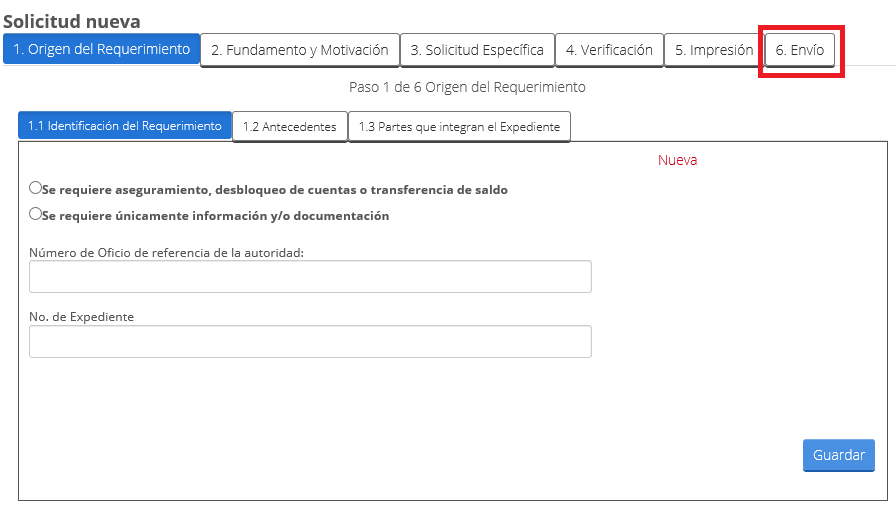 Solicitud nueva
1. Origen del Requerimiento 2. Fundamento y Motivación 3. Solicitud Específica 4. Verificación 5. Impresión 6. Envío
Paso 1 de 6 Origen del Requerimiento
1.1 Identificación del Requerimiento 1.2 Antecedentes 1.3 Partes que integran el Expediente
Nueva
Se requiere aseguramiento, desbloqueo de cuentas o transferencia de saldo
Se requiere únicamente información y/o documentación
Número de Oficio de referencia de la autoridad:
No. de Expediente
Guardar